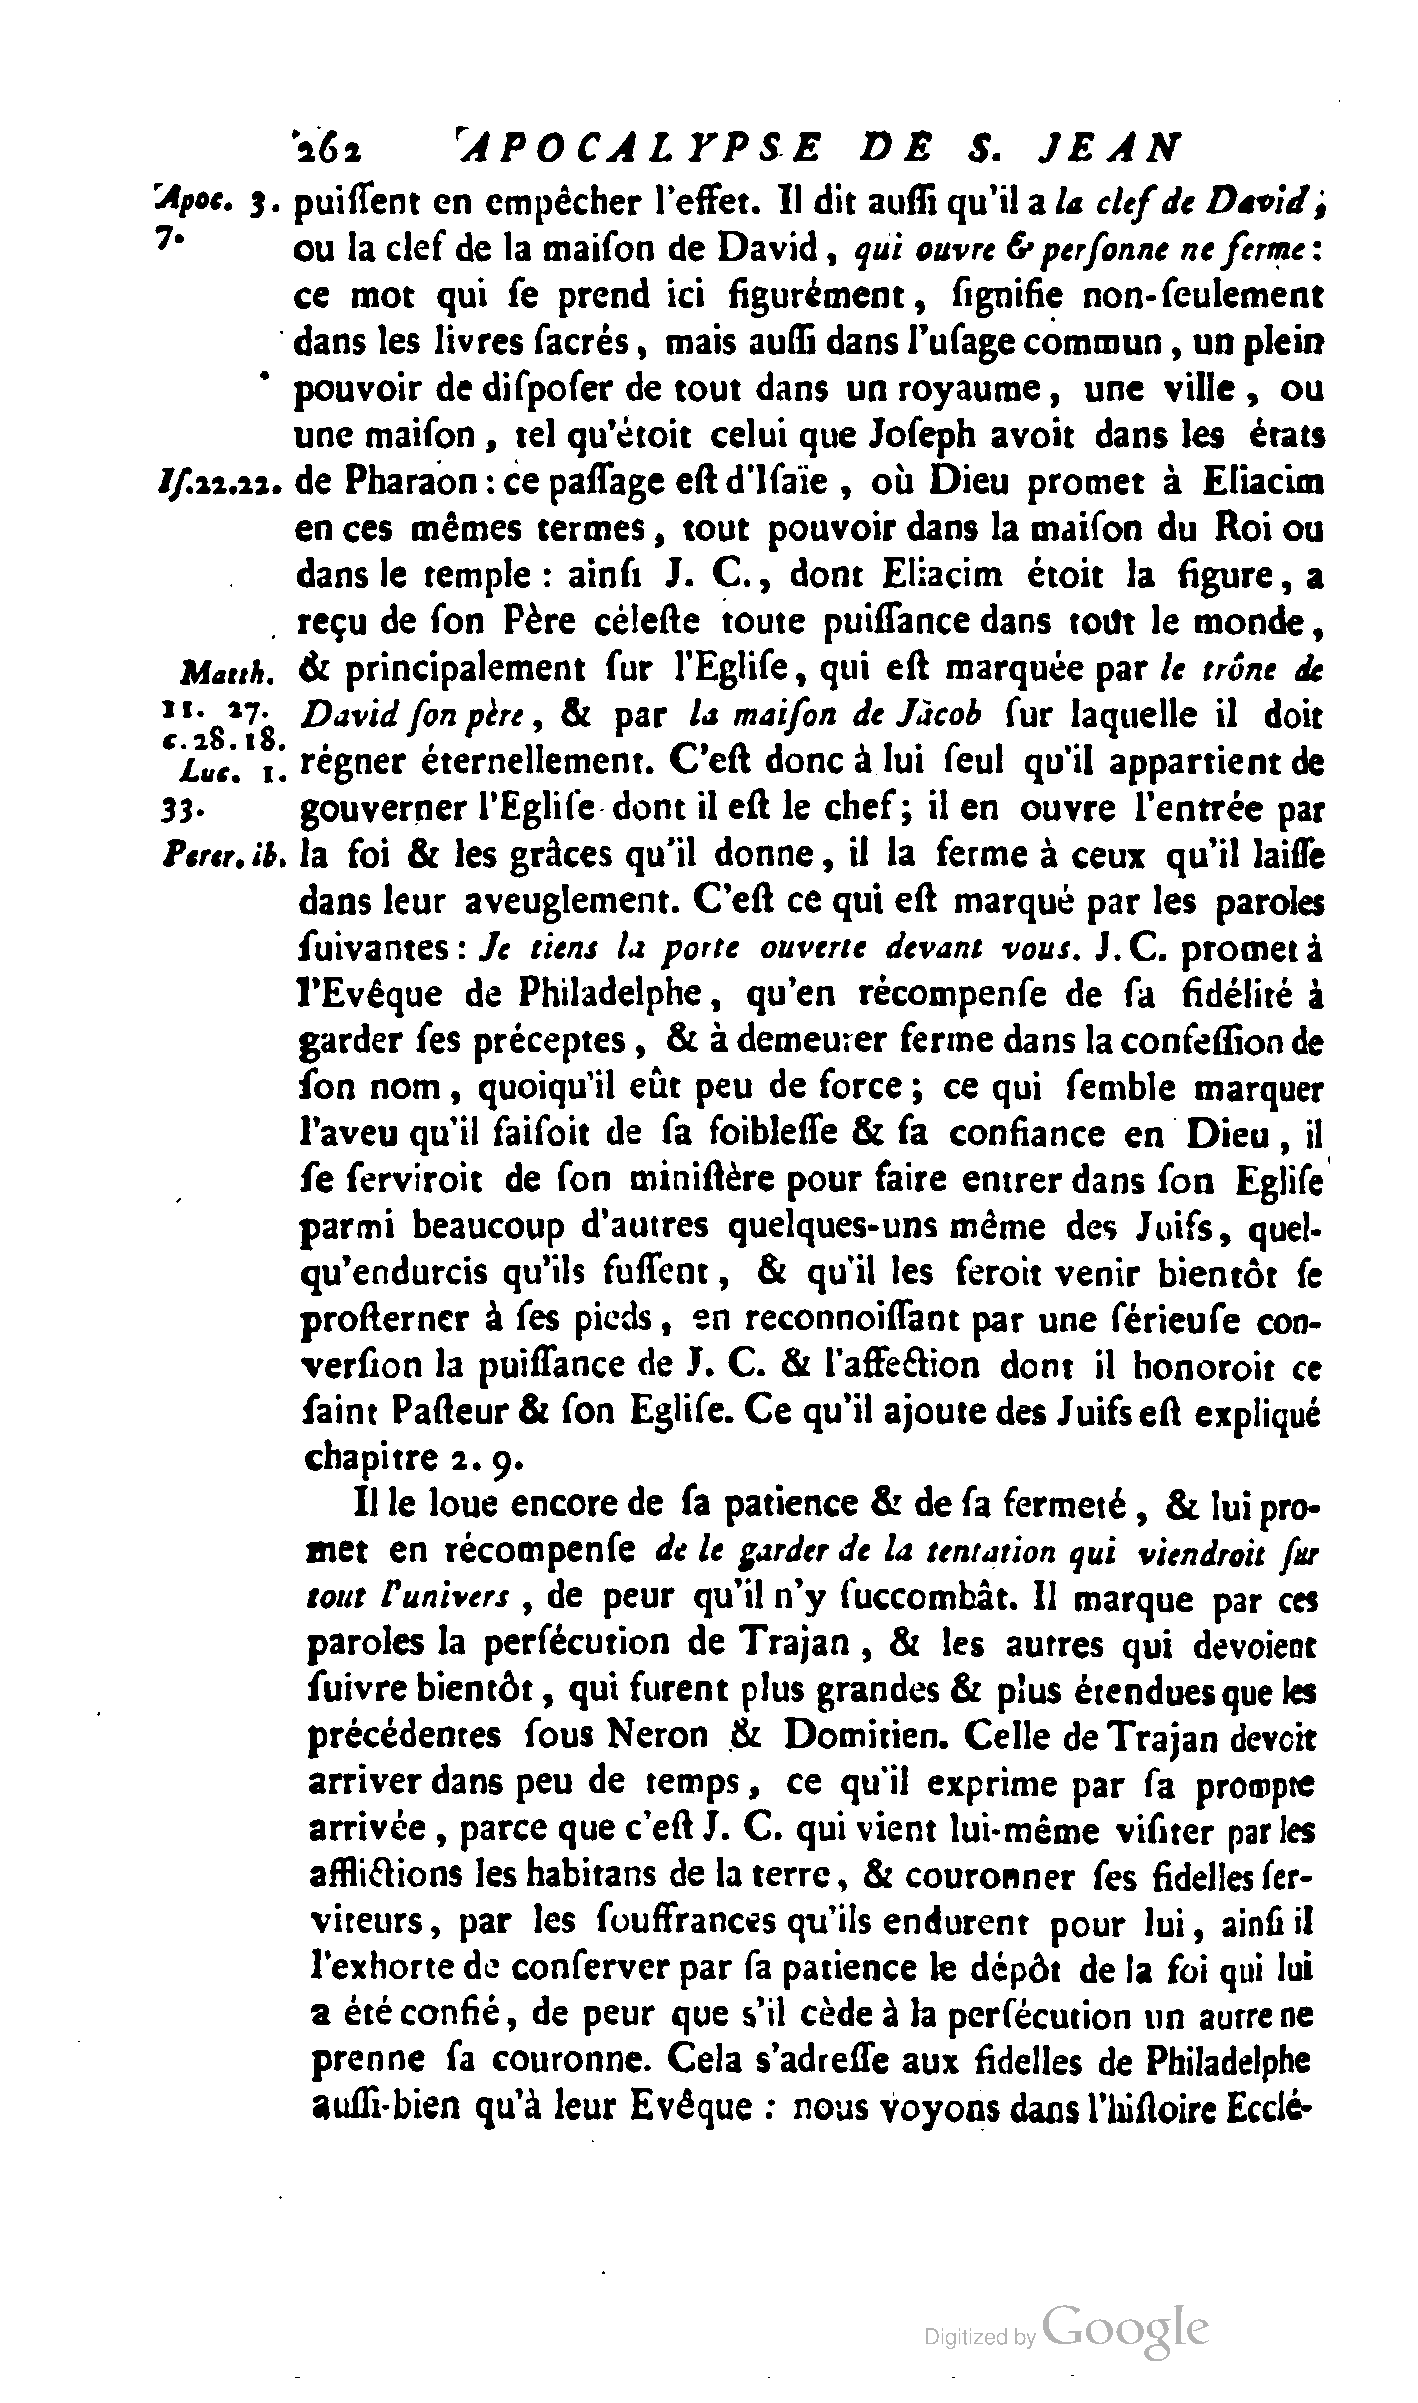 262 APOCALYPSE DE S. JEAN
Apoc. 3. puiſſent en empêcher l'effet. Il dit auſſi qu'il a la clef de David;
7. ou la clef de la maiſon de David, qui ouvre & perſonne ne ferme:
ce mot qui ſe prend ici figurément, ſignifie non-ſeulement
dans les livres ſacrés, mais auſſi dans l'uſage commun, un plein
pouvoir de diſpoſer de tout dans un royaume, une ville, ou
une maiſon, tel qu'étoit celui que Joſeph avoit dans les états
Iſ.22.22. de Pharaon: ce paſſage eſt d'Iſaïe, où Dieu promet à Eliacim
en ces mêmes termes, tout pouvoir dans la maiſon du Roi ou
dans le temple: ainſi J. C., dont Eliacim étoit la figure, a
reçu de ſon Père céleſte toute puiſſance dans tout le monde,
Matth. & principalement ſur l'Egliſe, qui eſt marquée par le trône de
11. 27. David ſon père, & par la maiſon de Jacob ſur laquelle il doit
c.28.18.
Luc. 1. régner éternellement. C'eſt donc à lui ſeul qu'il appartient de
33. gouverner l'Egliſe dont il eſt le chef; il en ouvre l'entrée par
Perer. ib. la foi & les grâces qu'il donne, il la ferme à ceux qu'il laiſſe
dans leur aveuglement. C'eſt ce qui eſt marqué par les paroles
ſuivantes: Je tiens la porte ouverte devant vous. J. C. promet à
l'Evêque de Philadelphe, qu'en récompenſe de ſa fidélité à
garder ſes préceptes, & à demeurer ferme dans la confeſſion de
ſon nom, quoiqu'il eût peu de force; ce qui ſemble marquer
l'aveu qu'il faiſoit de ſa foibleſſe & ſa confiance en Dieu, il
ſe ſerviroit de ſon miniſtère pour faire entrer dans ſon Egliſe
parmi beaucoup d'autres quelques-uns même des Juifs, quel-
qu'endurcis qu'ils fuſſent, & qu'il les feroit venir bientôt ſe
proſterner à ſes pieds, en reconnoiſſant par une ſérieuſe con-
verſion la puiſſance de J. C. & l'affection dont il honoroit ce
ſaint Paſteur & ſon Egliſe. Ce qu'il ajoute des Juifs eſt expliqué
chapitre 2. 9.
Il le loue encore de ſa patience & de ſa fermeté, & lui pro-
met en récompenſe de le garder de la tentation qui viendroit ſur
tout l'univers, de peur qu'il n'y ſuccombât. Il marque par ces
paroles la perſécution de Trajan, & les autres qui devoient
ſuivre bientôt, qui furent plus grandes & plus étendues que les
précédentes ſous Neron & Domitien. Celle de Trajan devoit
arriver dans peu de temps, ce qu'il exprime par ſa prompte
arrivée, parce que c'eſt J. C. qui vient lui-même viſiter par les
afflictions les habitans de la terre, & couronner ſes fidelles ſer-
viteurs, par les ſouffrances qu'ils endurent pour lui, ainſi il
l'exhorte de conſerver par ſa patience le dépôt de la foi qui lui
a été confié, de peur que s'il cède à la perſécution un autre ne
prenne ſa couronne. Cela s'adreſſe aux fidelles de Philadelphe
auſſi-bien qu'à leur Evêque: nous voyons dans l'hiſtoire Ecclé-
Digitized by Google